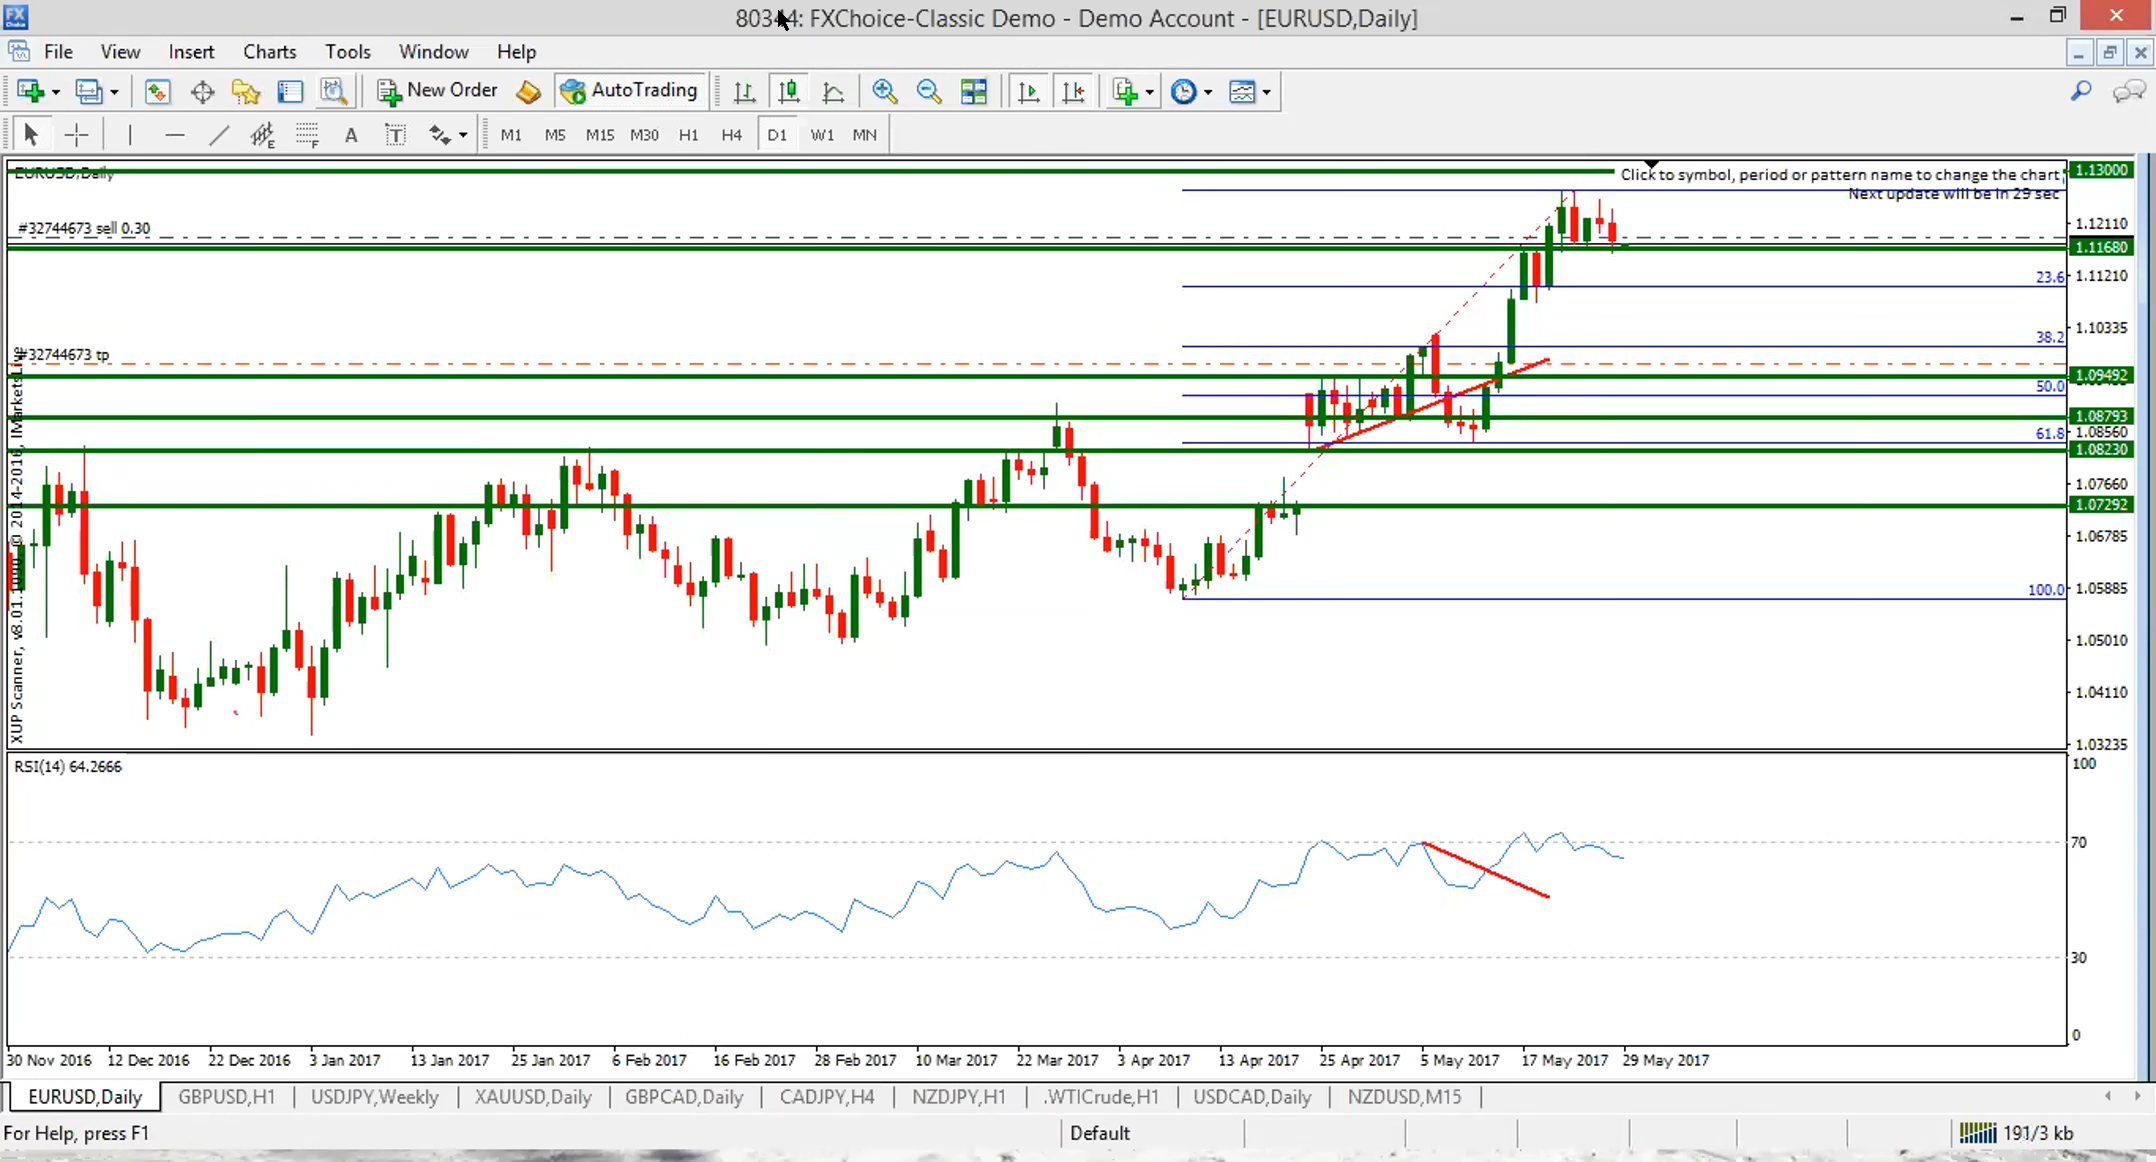 FX
Choice
80344: FXChoice-Classic Demo - Demo Account - [EURUSD,Daily]
File View Insert Charts Tools Window Help
New Order AutoTrading
E F A T M1 M5 M15 M30 H1 H4 D1 W1 MN
EURUSD,Daily
Click to symbol, period or pattern name to change the chart
Next update will be in 29 sec
#32744673 sell 0.30
#32744673 tp
1.13000
1.12110
1.11680
1.11210
1.10335
1.09492
1.08793
1.08560
1.08230
1.07660
1.07292
1.06785
1.05885
1.05010
1.04110
1.03235
23.6
38.2
50.0
61.8
100.0
RSI(14) 64.2666
100
70
30
0
30 Nov 2016 12 Dec 2016 22 Dec 2016 3 Jan 2017 13 Jan 2017 25 Jan 2017 6 Feb 2017 16 Feb 2017 28 Feb 2017 10 Mar 2017 22 Mar 2017 3 Apr 2017 13 Apr 2017 25 Apr 2017 5 May 2017 17 May 2017 29 May 2017
EURUSD,Daily GBPUSD,H1 USDJPY,Weekly XAUUSD,Daily GBPCAD,Daily CADJPY,H4 NZDJPY,H1 .WTICrude,H1 USDCAD,Daily NZDUSD,M15
For Help, press F1 Default 191/3 kb